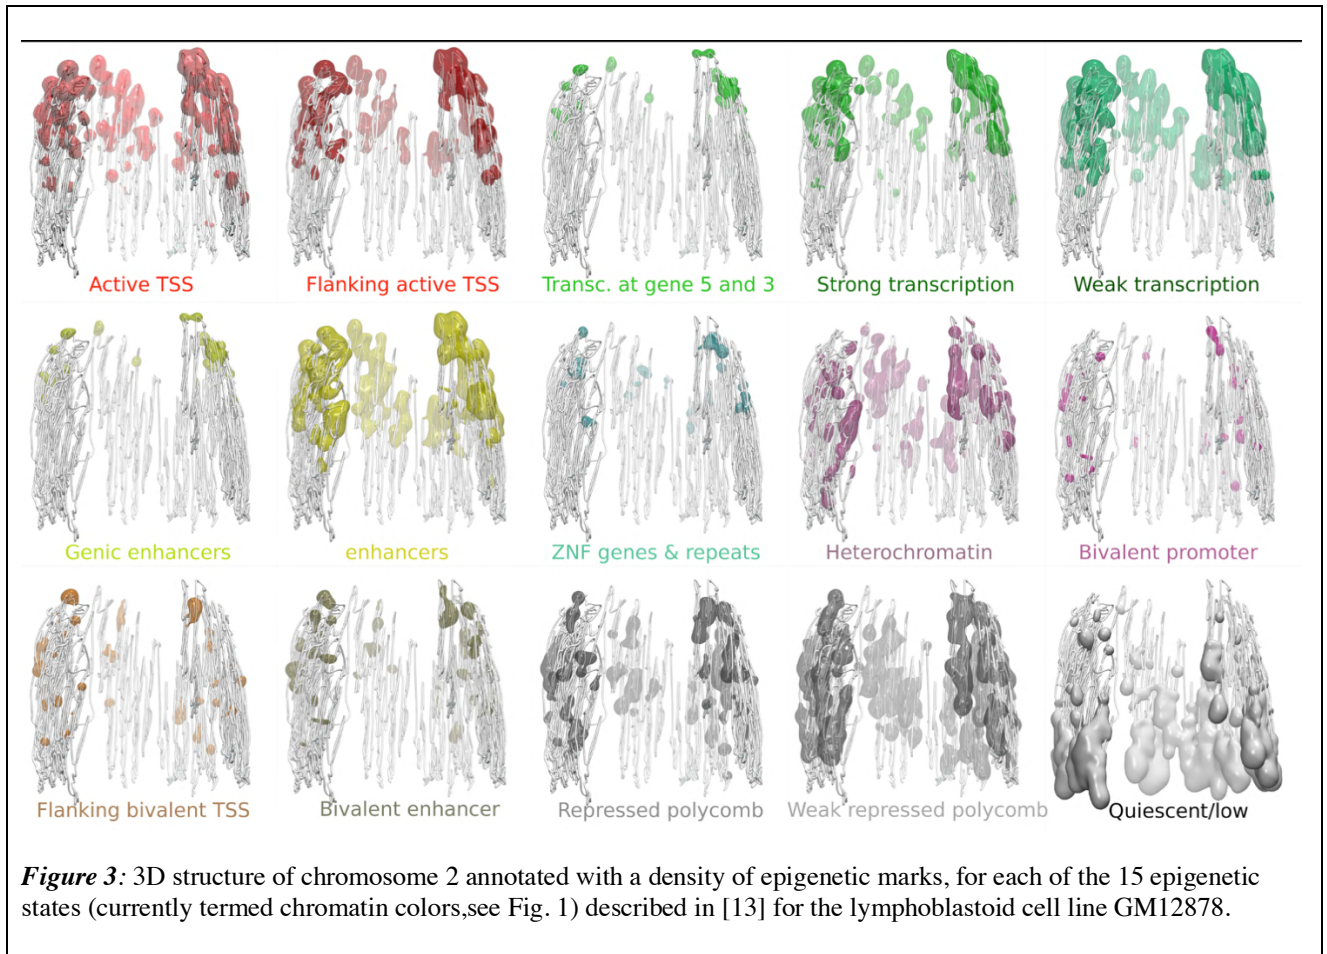 Active TSS
Flanking active TSS
Transc. at gene 5 and 3
Strong transcription
Weak transcription
Genic enhancers
enhancers
ZNF genes & repeats
Heterochromatin
Bivalent promoter
Flanking bivalent TSS
Bivalent enhancer
Repressed polycomb
Weak repressed polycomb
Quiescent/low
Figure 3: 3D structure of chromosome 2 annotated with a density of epigenetic marks, for each of the 15 epigenetic
states (currently termed chromatin colors,see Fig. 1) described in [13] for the lymphoblastoid cell line GM12878.